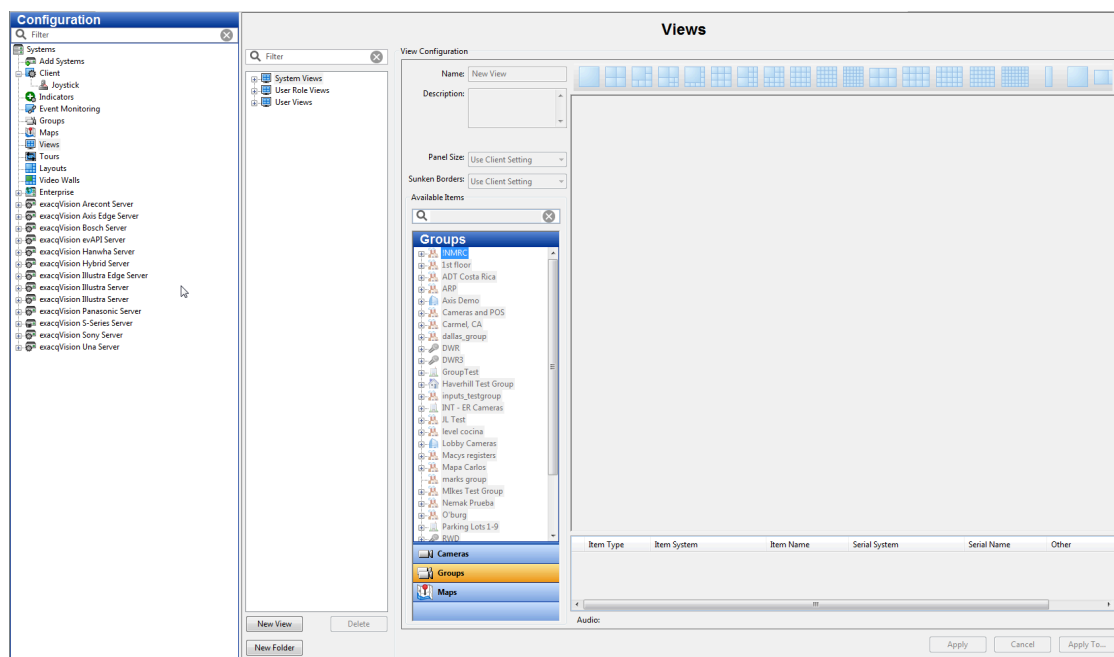 Configuration
Filter
Systems
Add Systems
Client
Joystick
Indicators
Event Monitoring
Groups
Maps
Views
Tours
Layouts
Video Walls
Enterprise
exacqVision Arecont Server
exacqVision Axis Edge Server
exacqVision Bosch Server
exacqVision evAPI Server
exacqVision Hanwha Server
exacqVision Hybrid Server
exacqVision Illustra Edge Server
exacqVision Illustra Server
exacqVision Illustra Server
exacqVision Panasonic Server
exacqVision S-Series Server
exacqVision Sony Server
exacqVision Una Server
Views
Filter
System Views
User Role Views
User Views
New View
Delete
New Folder
View Configuration
Name: New View
Description:
Panel Size: Use Client Setting
Sunken Borders: Use Client Setting
Available Items
Groups
!NMRC
1st floor
ADT Costa Rica
ARP
Axis Demo
Cameras and POS
Carmel, CA
dallas_group
DWR
DWR3
GroupTest
Haverhill Test Group
inputs_testgroup
INT - ER Cameras
JL Test
level cocina
Lobby Cameras
Macys registers
Mapa Carlos
marks group
MIkes Test Group
Nemak Prueba
O'burg
Parking Lots 1-9
RWD
Cameras
Groups
Maps
Item Type Item System Item Name Serial System Serial Name Other
Audio:
Apply Cancel Apply To...